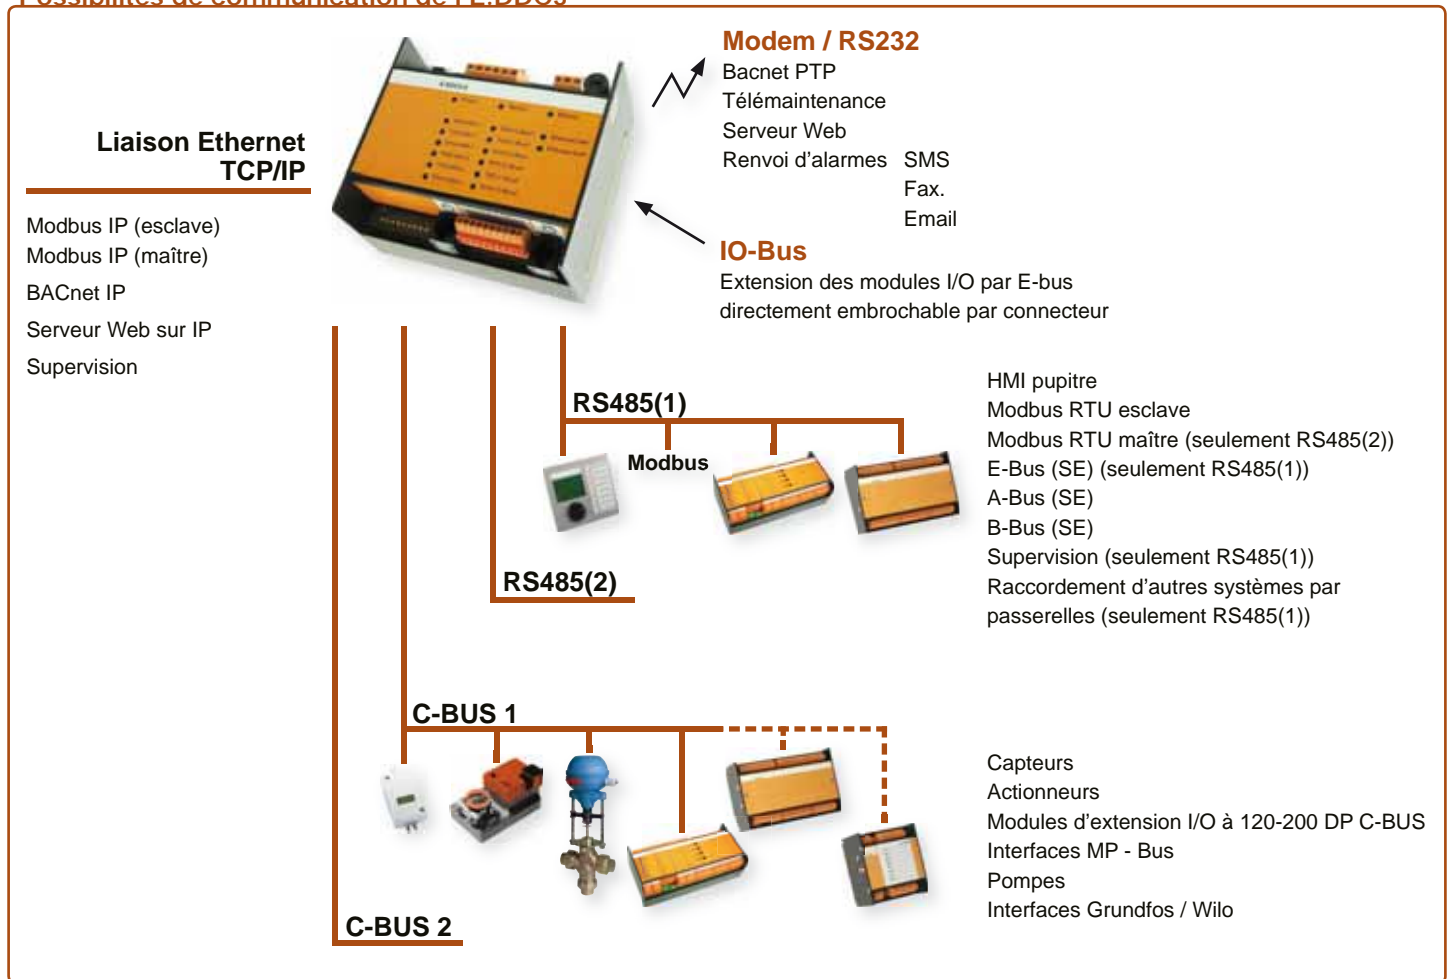 Possibilités de communication de l'E.DDC3
Modem / RS232
Bacnet PTP
Télémaintenance
Serveur Web
Renvoi d'alarmes SMS
Fax.
Email
Liaison Ethernet
TCP/IP
Modbus IP (esclave)
Modbus IP (maître)
BACnet IP
Serveur Web sur IP
Supervision
IO-Bus
Extension des modules I/O par E-bus
directement embrochable par connecteur
RS485(1)
Modbus
HMI pupitre
Modbus RTU esclave
Modbus RTU maître (seulement RS485(2))
E-Bus (SE) (seulement RS485(1))
A-Bus (SE)
B-Bus (SE)
Supervision (seulement RS485(1))
Raccordement d'autres systèmes par
passerelles (seulement RS485(1))
RS485(2)
C-BUS 1
Capteurs
Actionneurs
Modules d'extension I/O à 120-200 DP C-BUS
Interfaces MP - Bus
Pompes
Interfaces Grundfos / Wilo
C-BUS 2